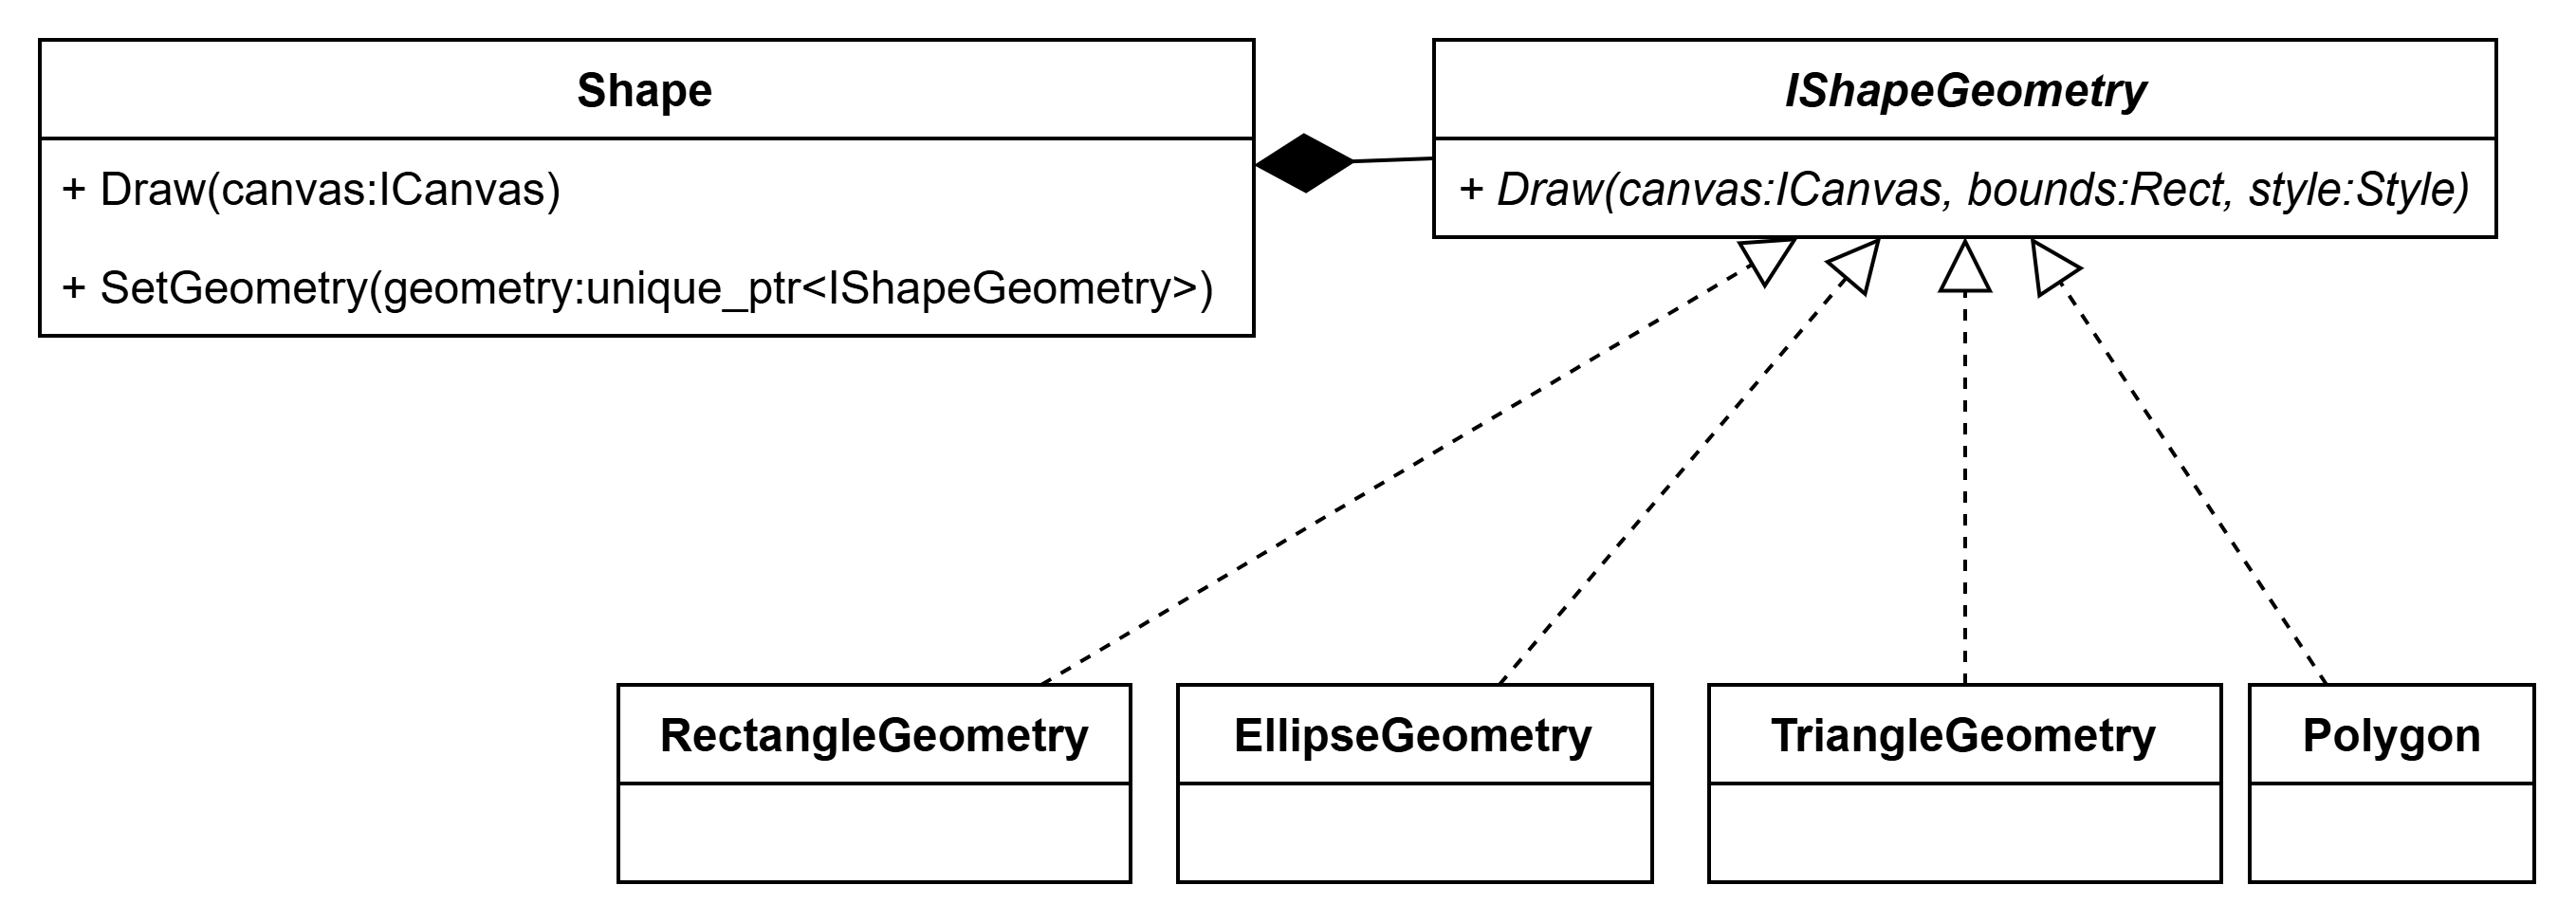 Shape
+ Draw(canvas:ICanvas)
+ SetGeometry(geometry:unique_ptr<IShapeGeometry>)
IShapeGeometry
+ Draw(canvas:ICanvas, bounds:Rect, style:Style)
RectangleGeometry
EllipseGeometry
TriangleGeometry
Polygon